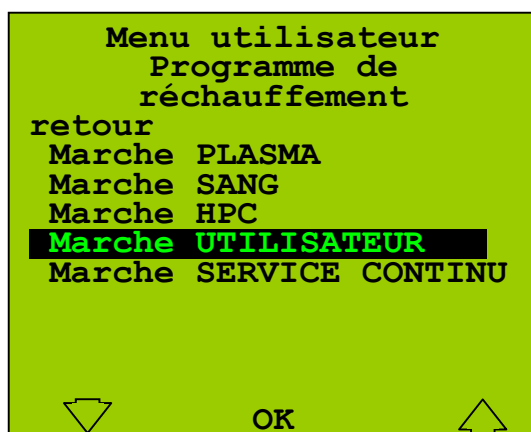 Menu utilisateur
Programme de
réchauffement
retour
Marche PLASMA
Marche SANG
Marche HPC
Marche UTILISATEUR
Marche SERVICE CONTINU
OK